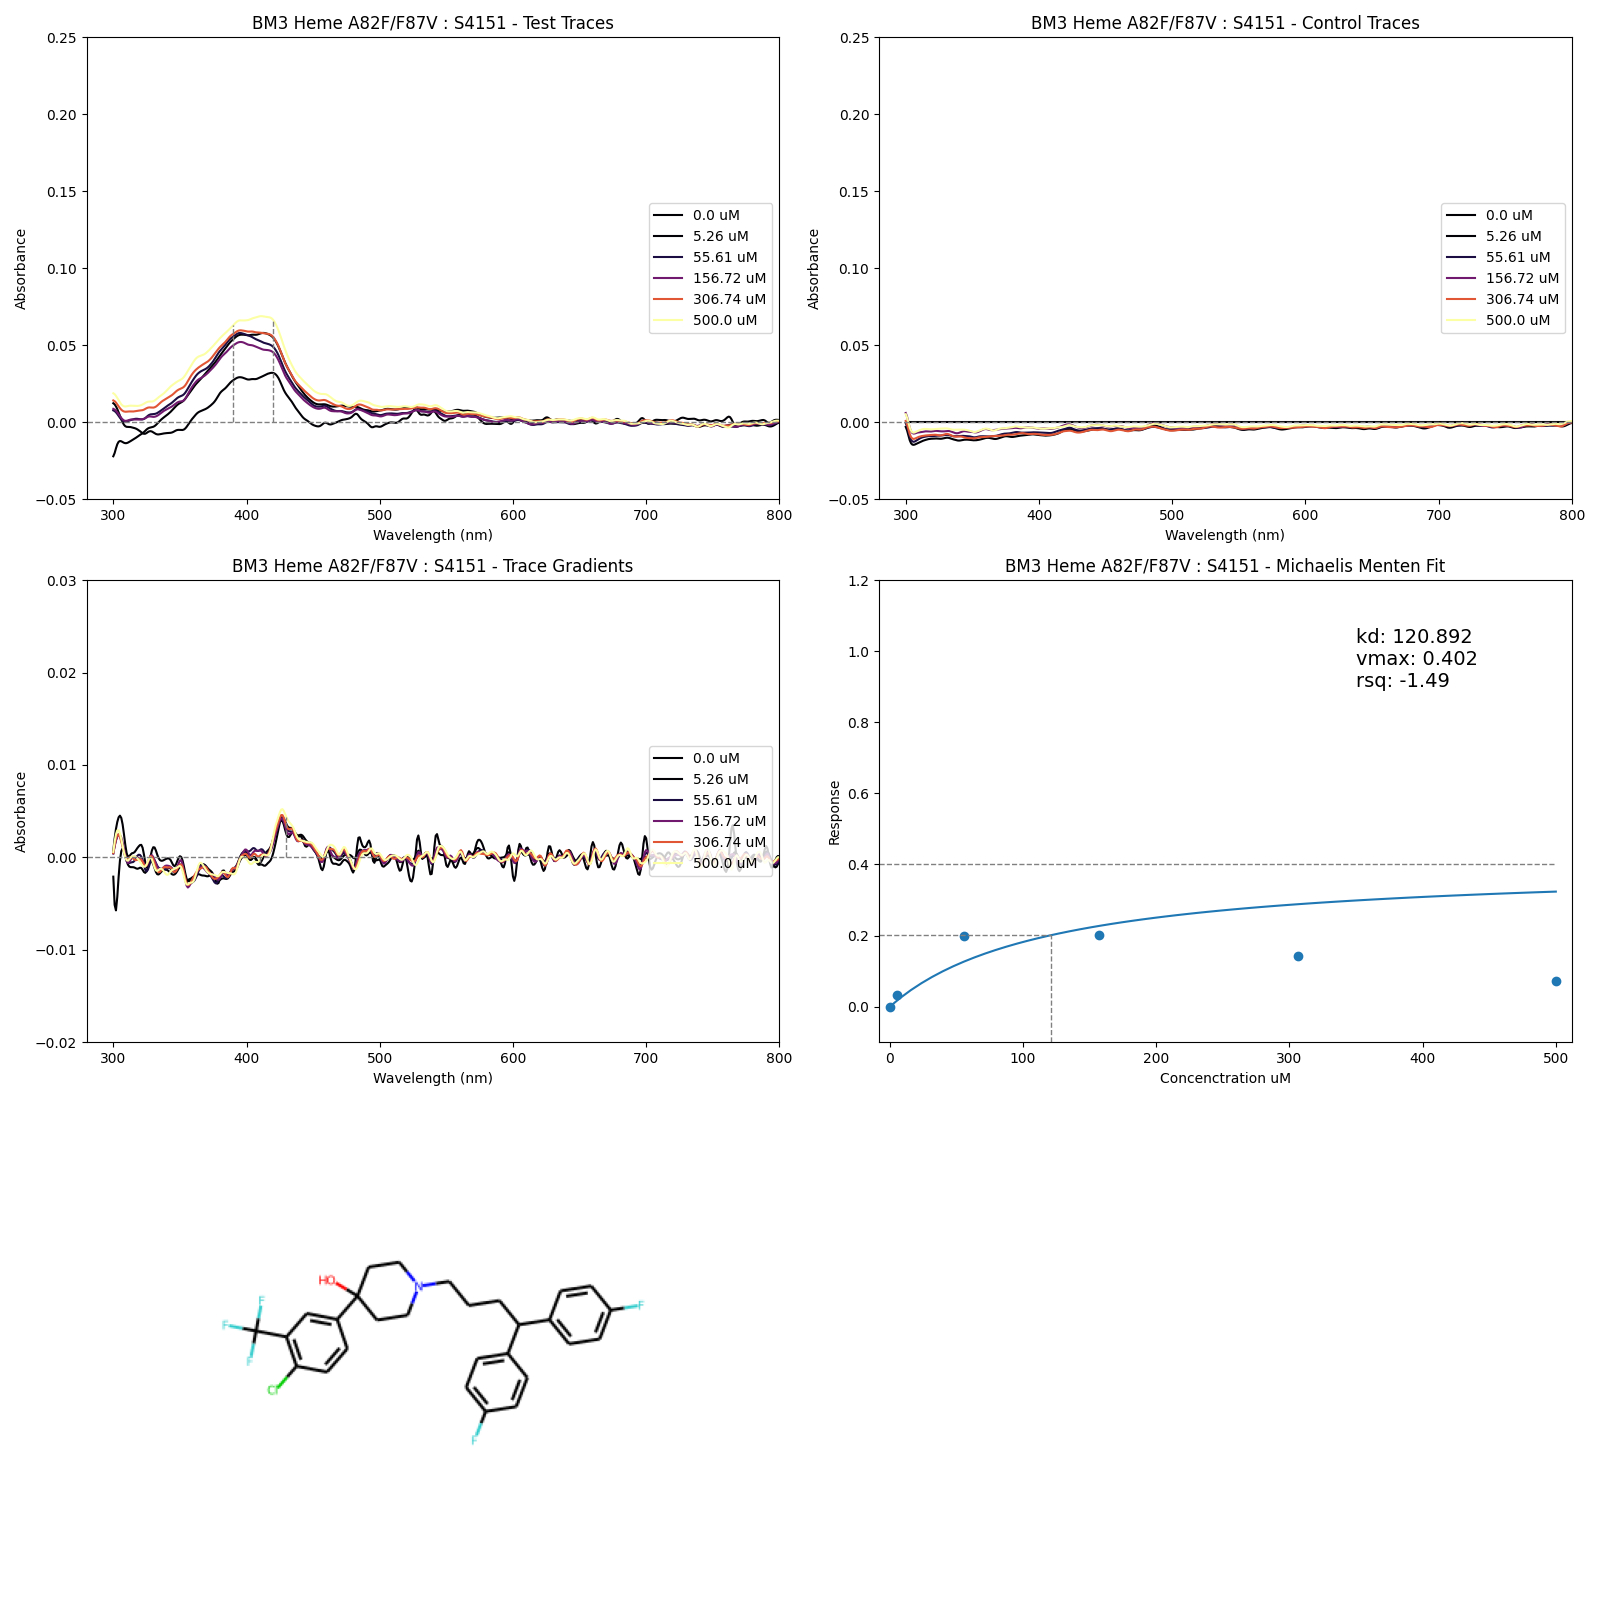 BM3 Heme A82F/F87V : S4151 - Test Traces
0.25
0.20
0.15
0.10
0.05
0.00
−0.05
Absorbance
300
400
500
600
700
800
Wavelength (nm)
0.0 uM
5.26 uM
55.61 uM
156.72 uM
306.74 uM
500.0 uM
BM3 Heme A82F/F87V : S4151 - Control Traces
0.25
0.20
0.15
0.10
0.05
0.00
−0.05
Absorbance
300
400
500
600
700
800
Wavelength (nm)
0.0 uM
5.26 uM
55.61 uM
156.72 uM
306.74 uM
500.0 uM
BM3 Heme A82F/F87V : S4151 - Trace Gradients
0.03
0.02
0.01
0.00
−0.01
−0.02
Absorbance
300
400
500
600
700
800
Wavelength (nm)
0.0 uM
5.26 uM
55.61 uM
156.72 uM
306.74 uM
500.0 uM
BM3 Heme A82F/F87V : S4151 - Michaelis Menten Fit
1.2
1.0
0.8
0.6
0.4
0.2
0.0
Response
0
100
200
300
400
500
Concenctration uM
kd: 120.892
vmax: 0.402
rsq: -1.49
HO
N
F
F
F
F
Cl
F